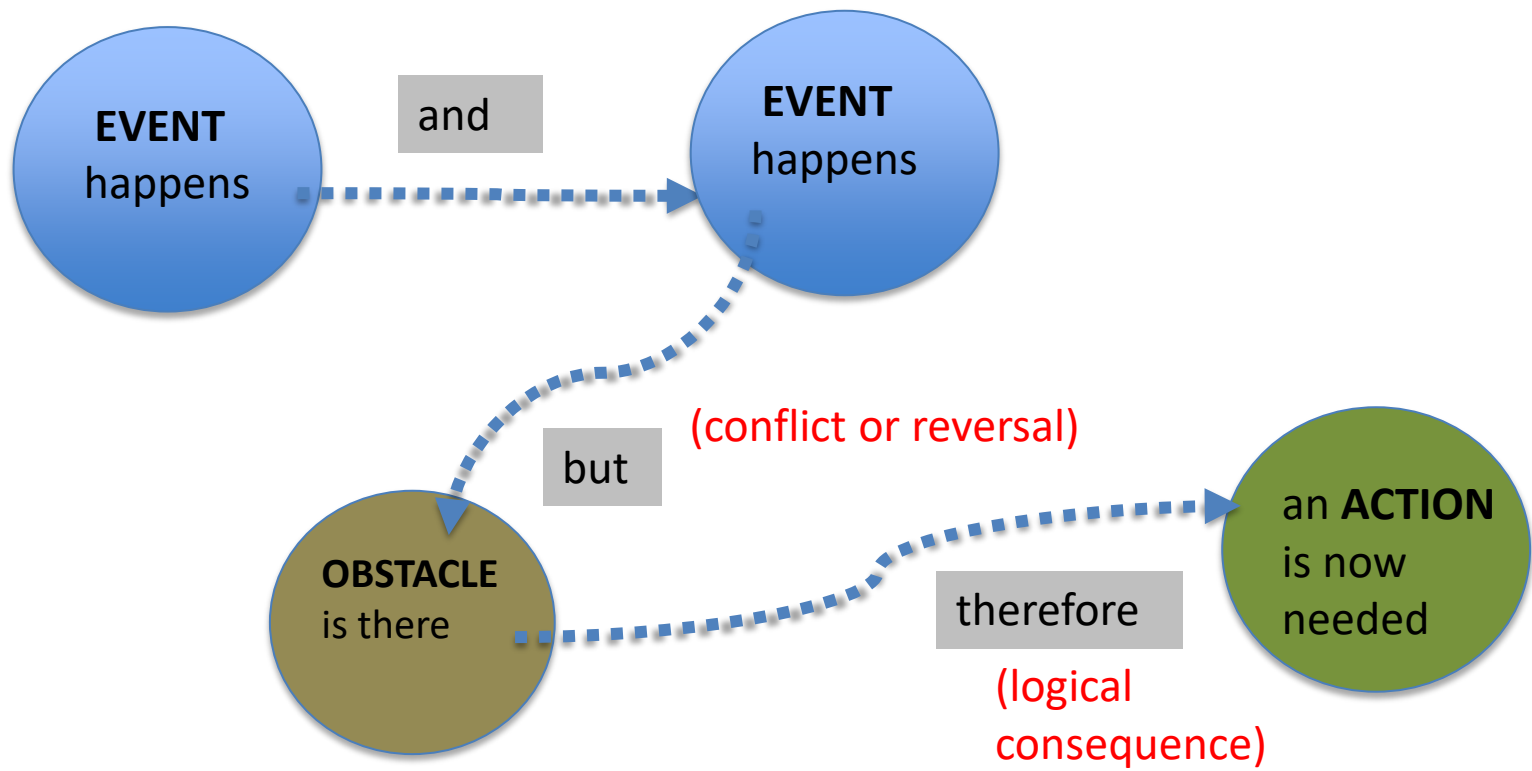 EVENT
happens
and
EVENT
happens
(conflict or reversal)
but
OBSTACLE
is there
an ACTION
is now
needed
therefore
(logical
consequence)